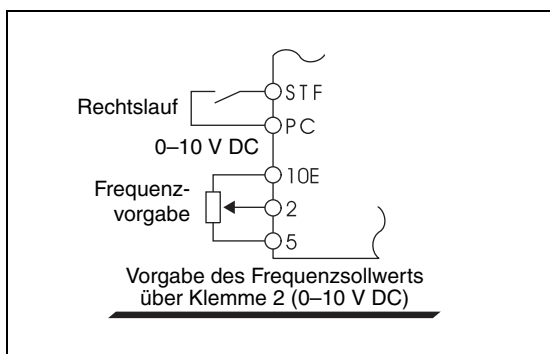 STF
Rechtslauf
PC
0–10 V DC
10E
Frequenz-
vorgabe
2
5
Vorgabe des Frequenzsollwerts
über Klemme 2 (0–10 V DC)